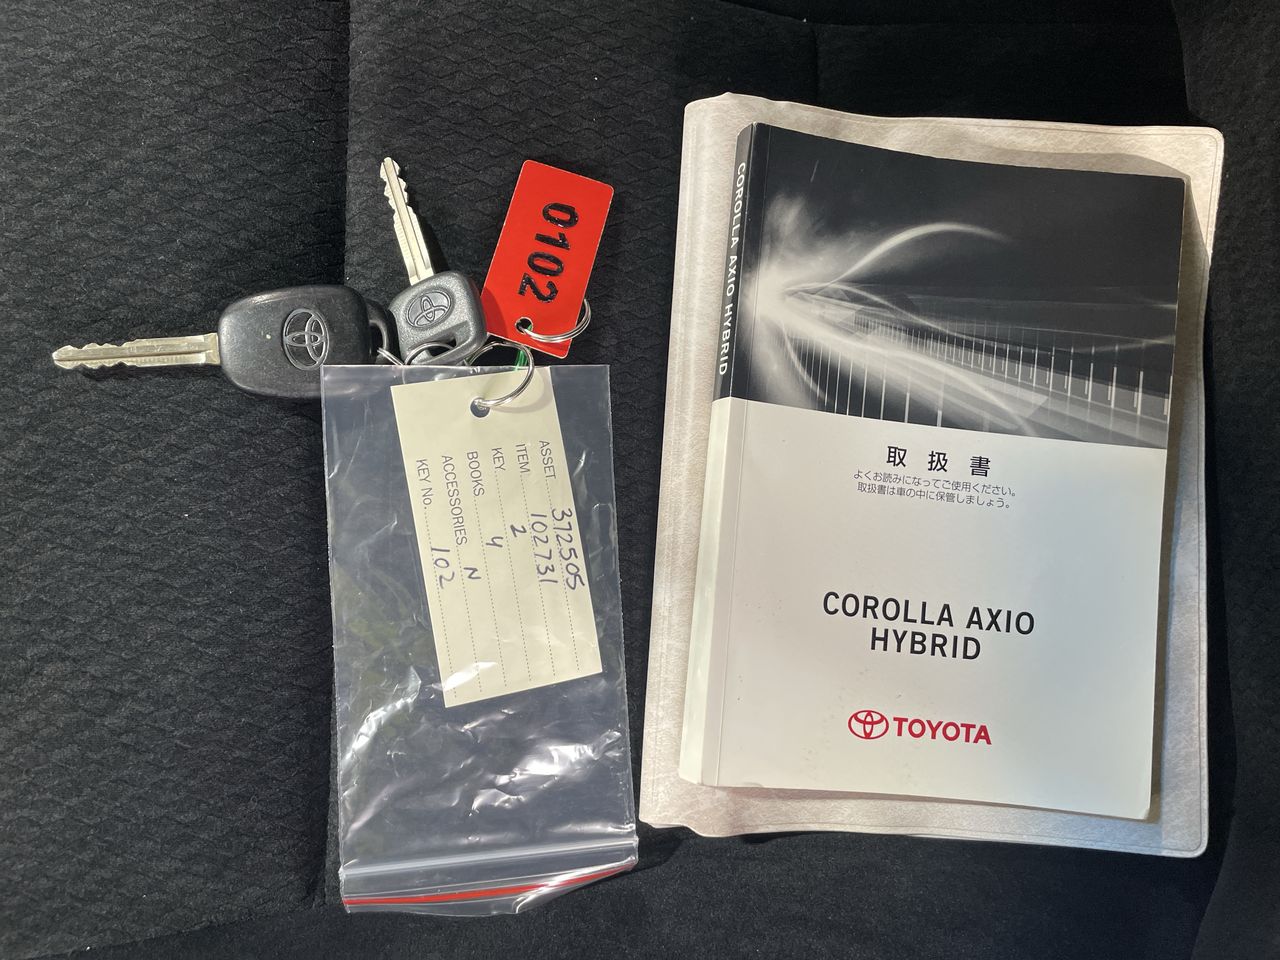 0102
ASSET 372505
ITEM 102731
KEY. 2
BOOKS. 4
ACCESSORIES N
KEY No. 102
COROLLA AXIO HYBRID
取扱書
よくお読みになってご使用ください。
取扱書は車の中に保管しましょう。
COROLLA AXIO
HYBRID
TOYOTA